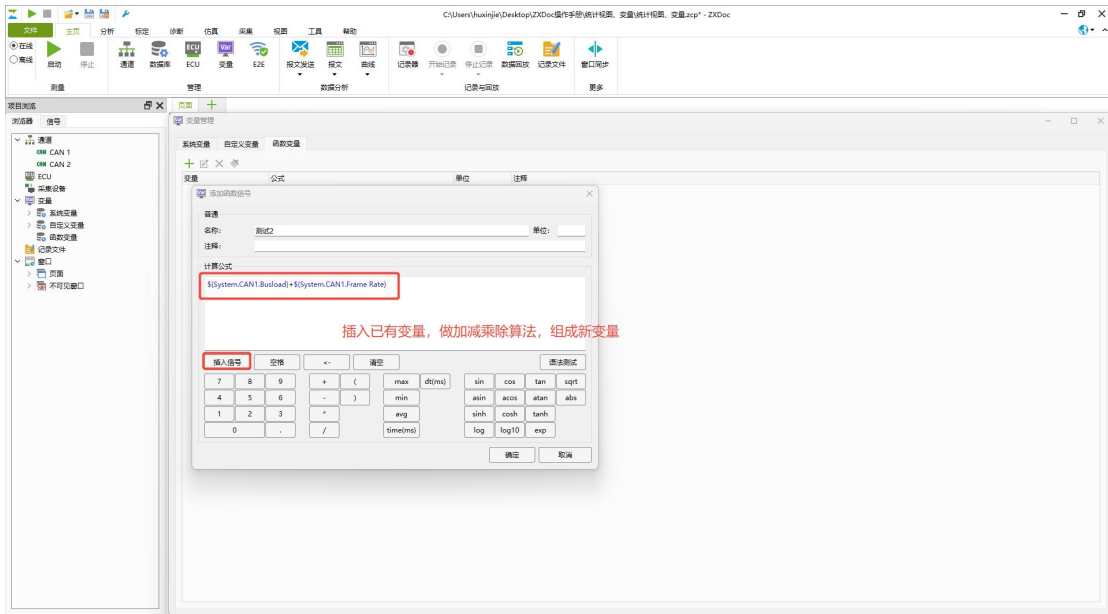 C:\Users\huxinjie\Desktop\ZXDoc操作手册\统计视图、变量\统计视图、变量.zcp* - ZXDoc
文件 主页 分析 标定 诊断 仿真 采集 视图 工具 帮助
在线
离线
启动 停止 通道 数据库 ECU 变量 E2E 报文发送 报文 曲线 记录器 开始记录 停止记录 数据回放 记录文件 窗口同步
测量 管理 数据分析 记录与回放 更多
项目浏览
浏览器 信号
通道
CAN 1
CAN 2
ECU
采集设备
变量
系统变量
自定义变量
函数变量
记录文件
窗口
页面
不可见窗口
页面
变量管理
系统变量 自定义变量 函数变量
变量 公式 单位 注释
添加函数信号
普通
名称: 测试2 单位:
注释:
计算公式
${System.CAN1.Busload}+${System.CAN1.Frame Rate}
插入已有变量，做加减乘除算法，组成新变量
插入信号 空格 <- 清空 语法测试
7 8 9 + ( max dt(ms) sin cos tan sqrt
4 5 6 - ) min asin acos atan abs
1 2 3 * avg sinh cosh tanh
0 . / time(ms) log log10 exp
确定 取消